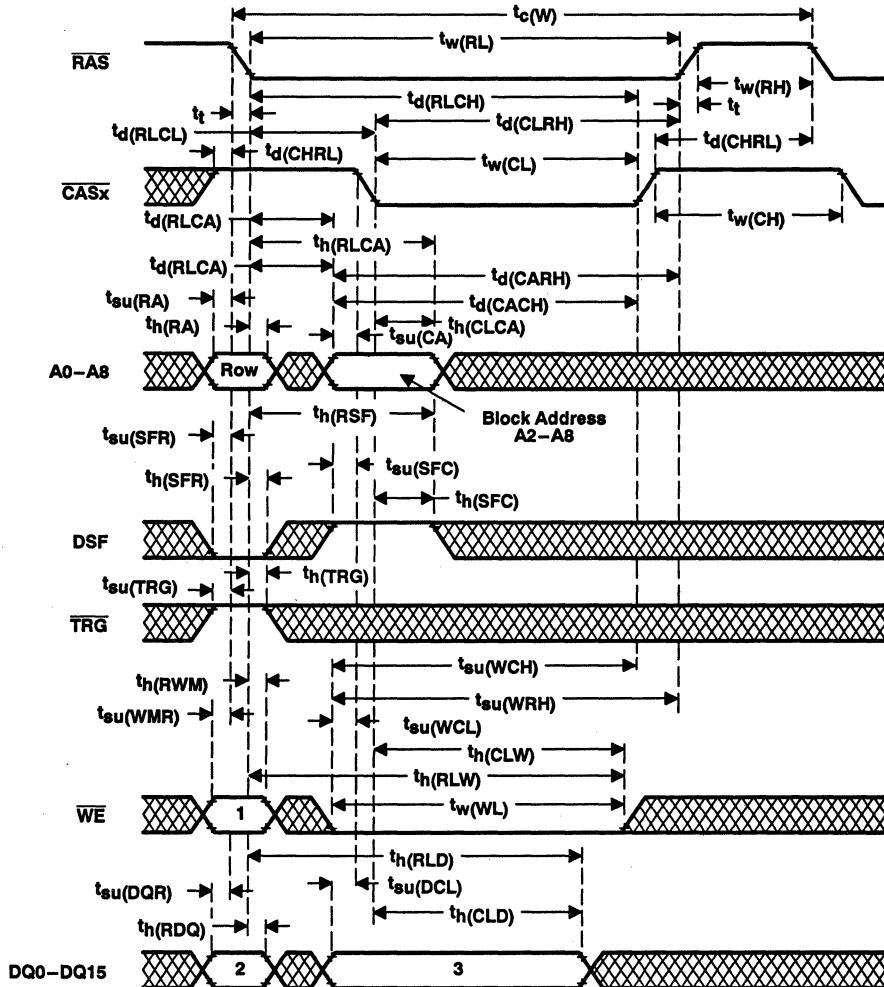 tc(W)
tw(RL)
RAS
tw(RH)
td(RLCH)
tt
tt
td(CLRH)
td(RLCL)
td(CHRL)
td(CHRL)
tw(CL)
CASx
td(RLCA)
tw(CH)
th(RLCA)
td(RLCA)
td(CARH)
tsu(RA)
td(CACH)
th(RA)
th(CLCA)
tsu(CA)
A0–A8
Row
th(RSF)
Block Address
A2–A8
tsu(SFR)
tsu(SFC)
th(SFR)
th(SFC)
DSF
th(TRG)
tsu(TRG)
TRG
tsu(WCH)
th(RWM)
tsu(WRH)
tsu(WMR)
tsu(WCL)
th(CLW)
th(RLW)
tw(WL)
WE
1
th(RLD)
tsu(DQR)
tsu(DCL)
th(CLD)
th(RDQ)
DQ0–DQ15
2
3